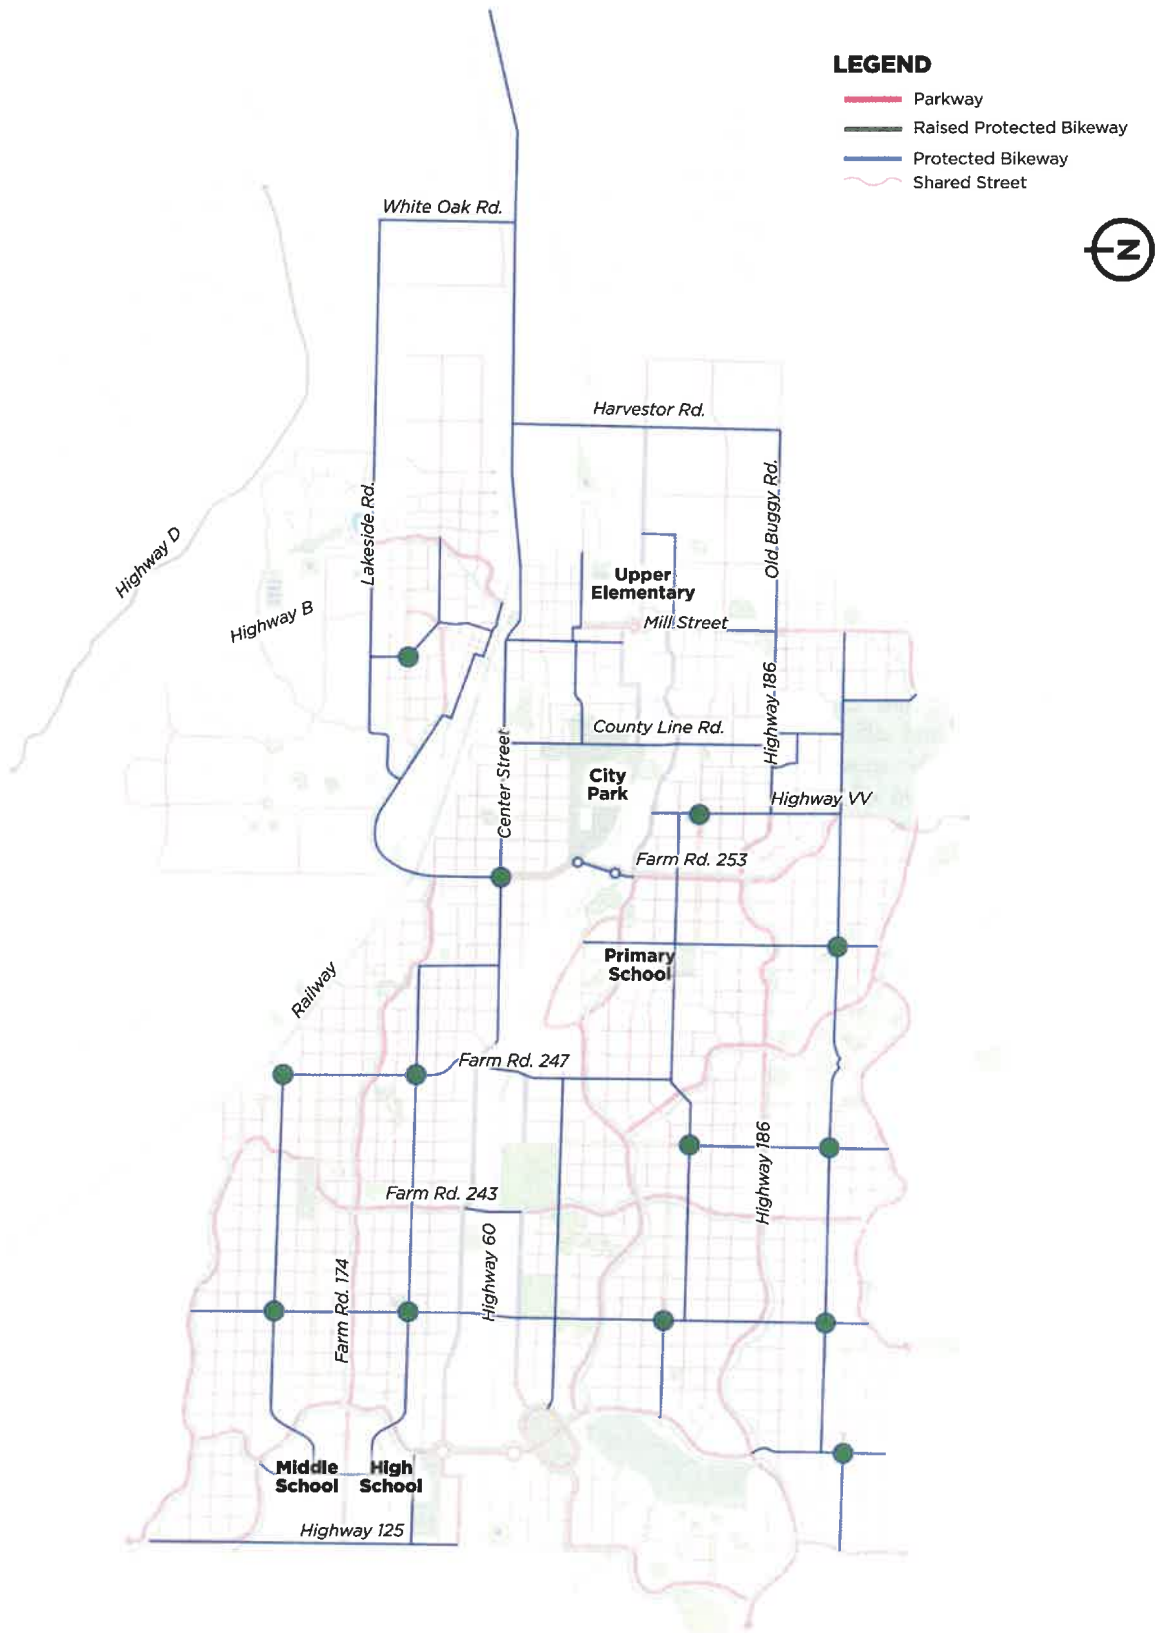 LEGEND
Parkway
Raised Protected Bikeway
Protected Bikeway
Shared Street
N
White Oak Rd.
Harvestor Rd.
Lakeside Rd.
Old Buggy Rd.
Highway D
Highway B
Upper
Elementary
Mill Street
Highway 186
County Line Rd.
Center Street
City
Park
Highway VV
Farm Rd. 253
Primary
School
Railway
Farm Rd. 247
Highway 186
Farm Rd. 243
Highway 60
Farm Rd. 174
Middle
School
High
School
Highway 125